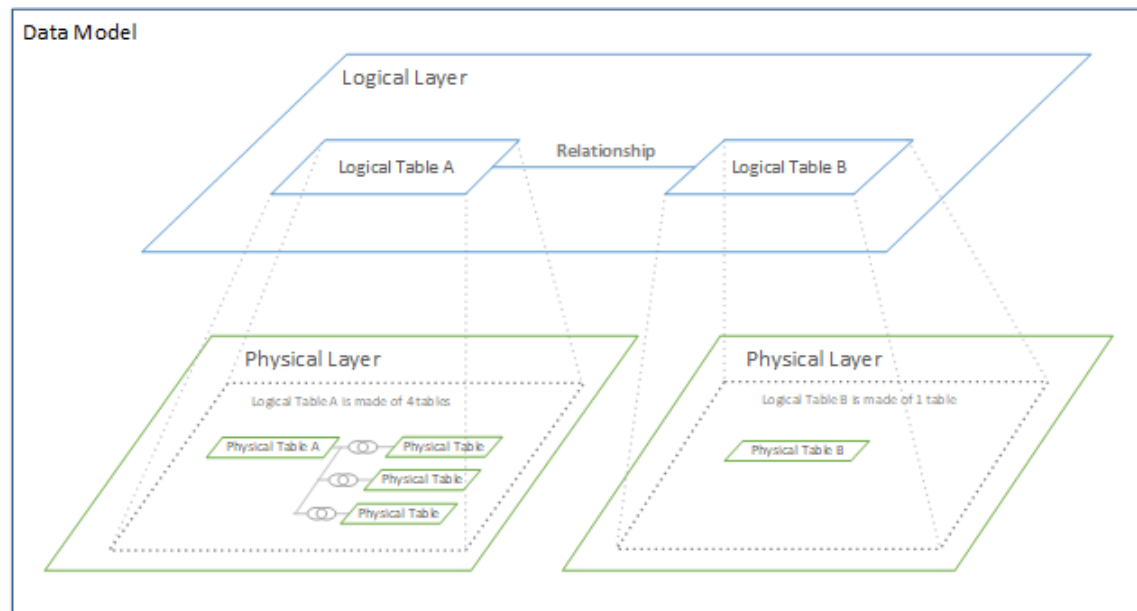 Data Model
Logical Layer
Logical Table A
Relationship
Logical Table B
Physical Layer
Logical Table A is made of 4 tables
Physical Table A
Physical Table
Physical Table
Physical Table
Physical Layer
Logical Table B is made of 1 table
Physical Table B